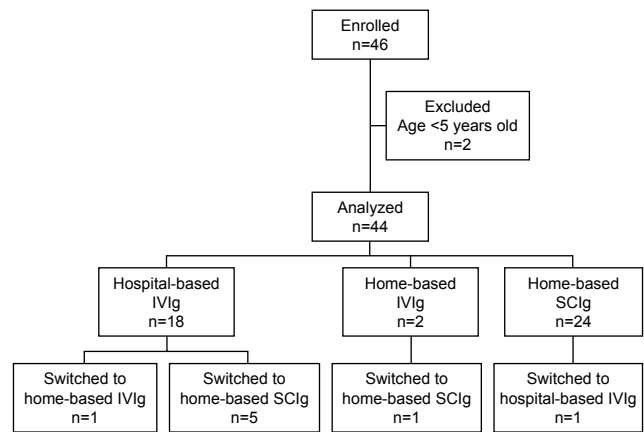 Enrolled
n=46
Excluded
Age <5 years old
n=2
Analyzed
n=44
Hospital-based
IVIg
n=18
Home-based
IVIg
n=2
Home-based
SCIg
n=24
Switched to
home-based IVIg
n=1
Switched to
home-based SCIg
n=5
Switched to
home-based SCIg
n=1
Switched to
hospital-based IVIg
n=1